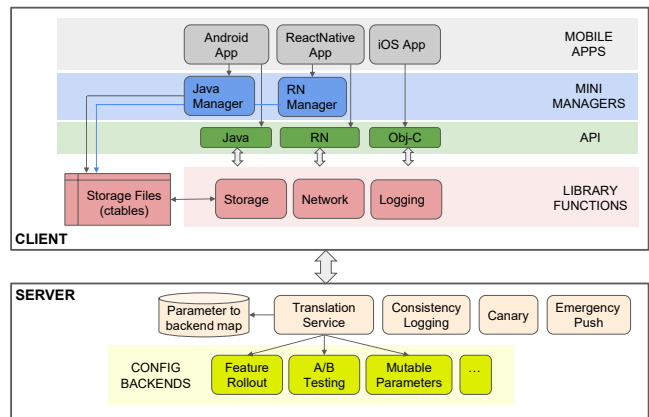 Android
App
ReactNative
App
iOS App
MOBILE
APPS
Java
Manager
RN
Manager
MINI
MANAGERS
Java
RN
Obj-C
API
Storage Files
(ctables)
Storage
Network
Logging
LIBRARY
FUNCTIONS
CLIENT
SERVER
Parameter to
backend map
Translation
Service
Consistency
Logging
Canary
Emergency
Push
CONFIG
BACKENDS
Feature
Rollout
A/B
Testing
Mutable
Parameters
...